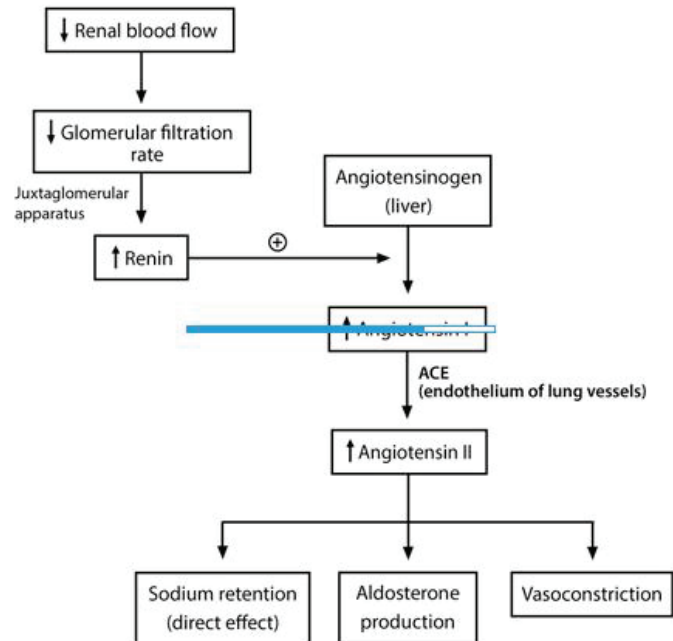 ↓ Renal blood flow
↓ Glomerular filtration
rate
Juxtaglomerular
apparatus
Angiotensinogen
(liver)
↑ Renin
+
↑ Angiotensin I
ACE
(endothelium of lung vessels)
↑ Angiotensin II
Sodium retention
(direct effect)
Aldosterone
production
Vasoconstriction